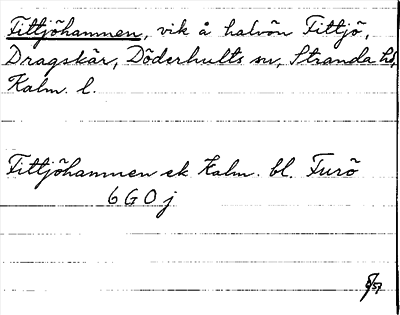 Fittjöhamnen, vik å halvön Fittjö,
Dragskär, Döderhults sn, Stranda hd,
Kalm. l.
Fittjöhamnen ek Kalm. bl. Furö
6 G 0 j